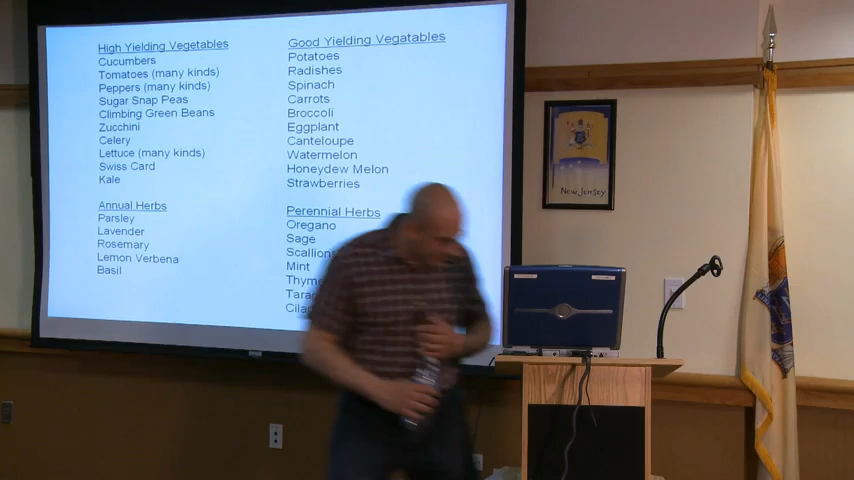 High Yielding Vegetables
Cucumbers
Tomatoes (many kinds)
Peppers (many kinds)
Sugar Snap Peas
Climbing Green Beans
Zucchini
Celery
Lettuce (many kinds)
Swiss Card
Kale
Annual Herbs
Parsley
Lavender
Rosemary
Lemon Verbena
Basil
Good Yielding Vegatables
Potatoes
Radishes
Spinach
Carrots
Broccoli
Eggplant
Canteloupe
Watermelon
Honeydew Melon
Strawberries
Perennial Herbs
Oregano
Sage
Scallions
Mint
Thyme
New Jersey